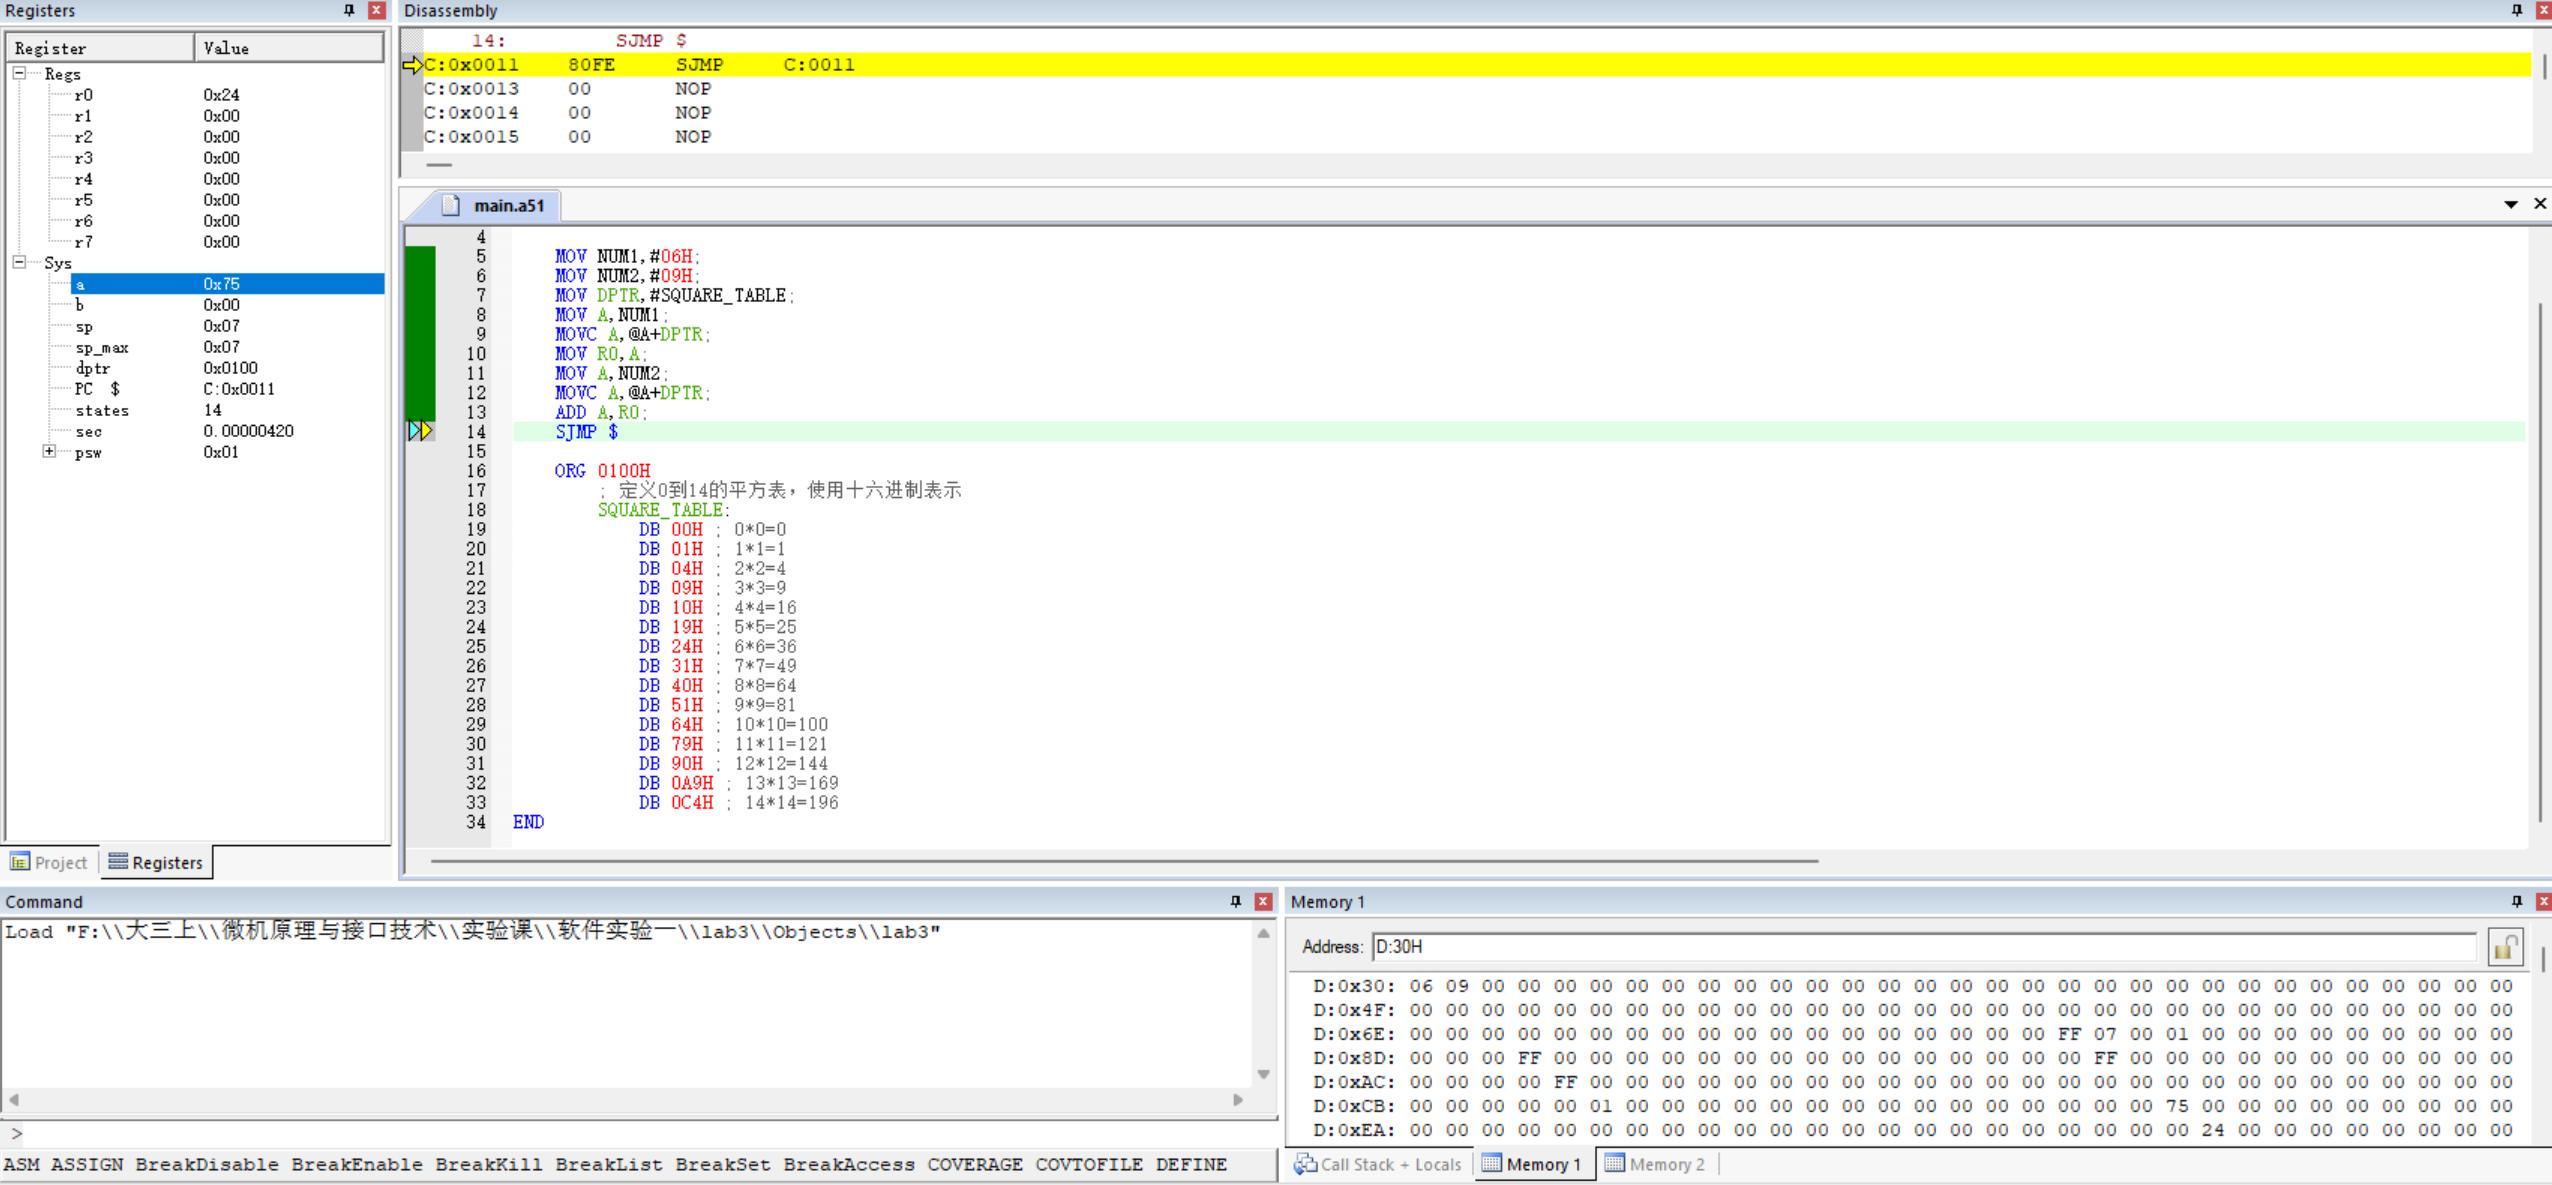 Registers
Register Value
Regs
r0 0x24
r1 0x00
r2 0x00
r3 0x00
r4 0x00
r5 0x00
r6 0x00
r7 0x00
Sys
a 0x75
b 0x00
sp 0x07
sp_max 0x07
dptr 0x0100
PC $ C:0x0011
states 14
sec 0.00000420
psw 0x01
Project Registers
Disassembly
14: SJMP $
C:0x0011 80FE SJMP C:0011
C:0x0013 00 NOP
C:0x0014 00 NOP
C:0x0015 00 NOP
main.a51
4
5 MOV NUM1,#06H;
6 MOV NUM2,#09H;
7 MOV DPTR,#SQUARE_TABLE;
8 MOV A,NUM1;
9 MOVC A,@A+DPTR;
10 MOV R0,A;
11 MOV A,NUM2;
12 MOVC A,@A+DPTR;
13 ADD A,R0;
14 SJMP $
15
16 ORG 0100H
17 ; 定义0到14的平方表，使用十六进制表示
18 SQUARE_TABLE:
19 DB 00H ; 0*0=0
20 DB 01H ; 1*1=1
21 DB 04H ; 2*2=4
22 DB 09H ; 3*3=9
23 DB 10H ; 4*4=16
24 DB 19H ; 5*5=25
25 DB 24H ; 6*6=36
26 DB 31H ; 7*7=49
27 DB 40H ; 8*8=64
28 DB 51H ; 9*9=81
29 DB 64H ; 10*10=100
30 DB 79H ; 11*11=121
31 DB 90H ; 12*12=144
32 DB 0A9H ; 13*13=169
33 DB 0C4H ; 14*14=196
34 END
Command
Load "F:\\大三上\\微机原理与接口技术\\实验课\\软件实验一\\lab3\\Objects\\lab3"
>
ASM ASSIGN BreakDisable BreakEnable BreakKill BreakList BreakSet BreakAccess COVERAGE COVTOFILE DEFINE
Memory 1
Address: D:30H
D:0x30: 06 09 00 00 00 00 00 00 00 00 00 00 00 00 00 00 00 00 00 00 00 00 00 00 00 00 00 00 00 00 00
D:0x4F: 00 00 00 00 00 00 00 00 00 00 00 00 00 00 00 00 00 00 00 00 00 00 00 00 00 00 00 00 00 00 00
D:0x6E: 00 00 00 00 00 00 00 00 00 00 00 00 00 00 00 00 00 00 FF 07 00 01 00 00 00 00 00 00 00 00 00
D:0x8D: 00 00 00 FF 00 00 00 00 00 00 00 00 00 00 00 00 00 00 00 FF 00 00 00 00 00 00 00 00 00 00 00
D:0xAC: 00 00 00 00 FF 00 00 00 00 00 00 00 00 00 00 00 00 00 00 00 00 00 00 00 00 00 00 00 00 00 00
D:0xCB: 00 00 00 00 00 01 00 00 00 00 00 00 00 00 00 00 00 00 00 00 00 75 00 00 00 00 00 00 00 00 00
D:0xEA: 00 00 00 00 00 00 00 00 00 00 00 00 00 00 00 00 00 00 00 00 00 00 24 00 00 00 00 00 00 00 00
Call Stack + Locals Memory 1 Memory 2